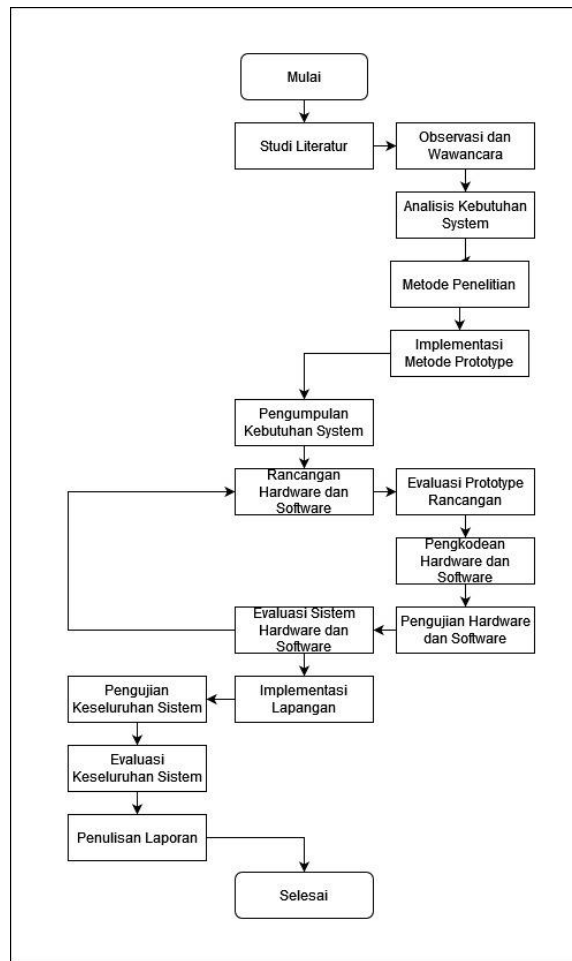 Mulai
Studi Literatur
Observasi dan
Wawancara
Analisis Kebutuhan
System
Metode Penelitian
Implementasi
Metode Prototype
Pengumpulan
Kebutuhan System
Rancangan
Hardware dan
Software
Evaluasi Prototype
Rancangan
Pengkodean
Hardware dan
Software
Pengujian Hardware
dan Software
Evaluasi Sistem
Hardware dan
Software
Implementasi
Lapangan
Pengujian
Keseluruhan Sistem
Evaluasi
Keseluruhan Sistem
Penulisan Laporan
Selesai